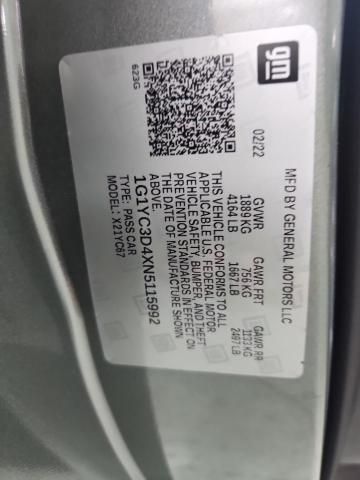 gm
MFD BY GENERAL MOTORS LLC
02/22 GVWR GAWR FRT GAWR RR
1889 KG 756 KG 1133 KG
4164 LB 1667 LB 2497 LB
THIS VEHICLE CONFORMS TO ALL
APPLICABLE U.S. FEDERAL MOTOR
VEHICLE SAFETY, BUMPER, AND THEFT
PREVENTION STANDARDS IN EFFECT ON
THE DATE OF MANUFACTURE SHOWN
ABOVE.
1G1YC3D4XN5115992
TYPE: PASS CAR
MODEL: X21YC67
623G